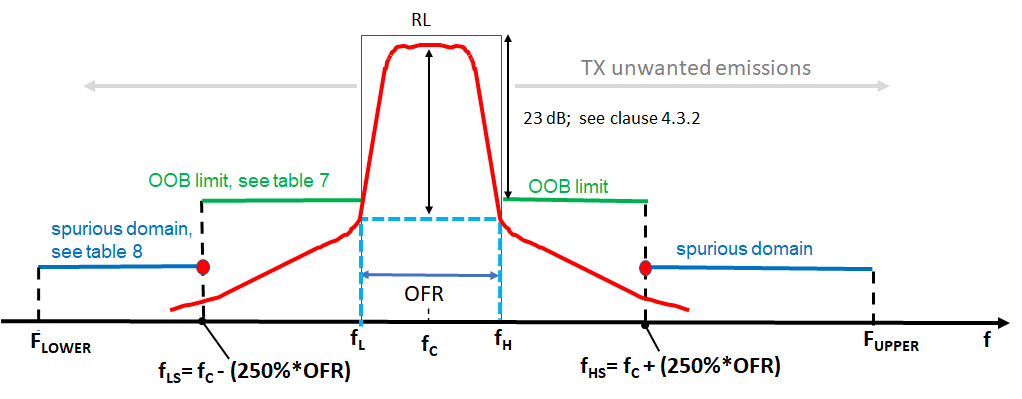 RL
TX unwanted emissions
23 dB;  see clause 4.3.2
OOB limit, see table 7
OOB limit
spurious domain,
see table 8
spurious domain
OFR
FLOWER
fL
fC
fH
FUPPER
f
fLS= fC - (250%*OFR)
fHS= fC + (250%*OFR)